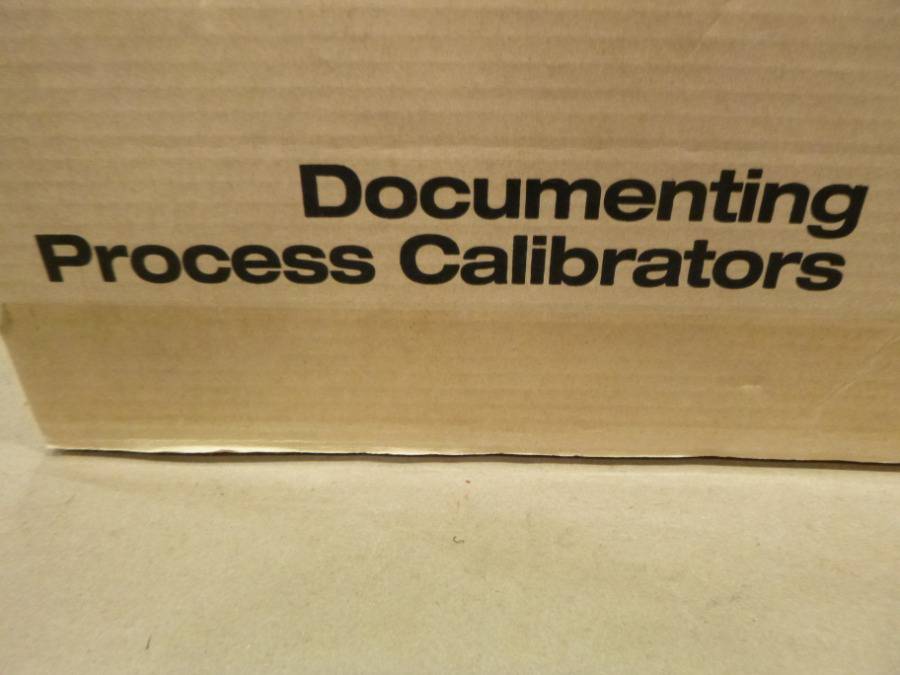 Documenting
Process Calibrators